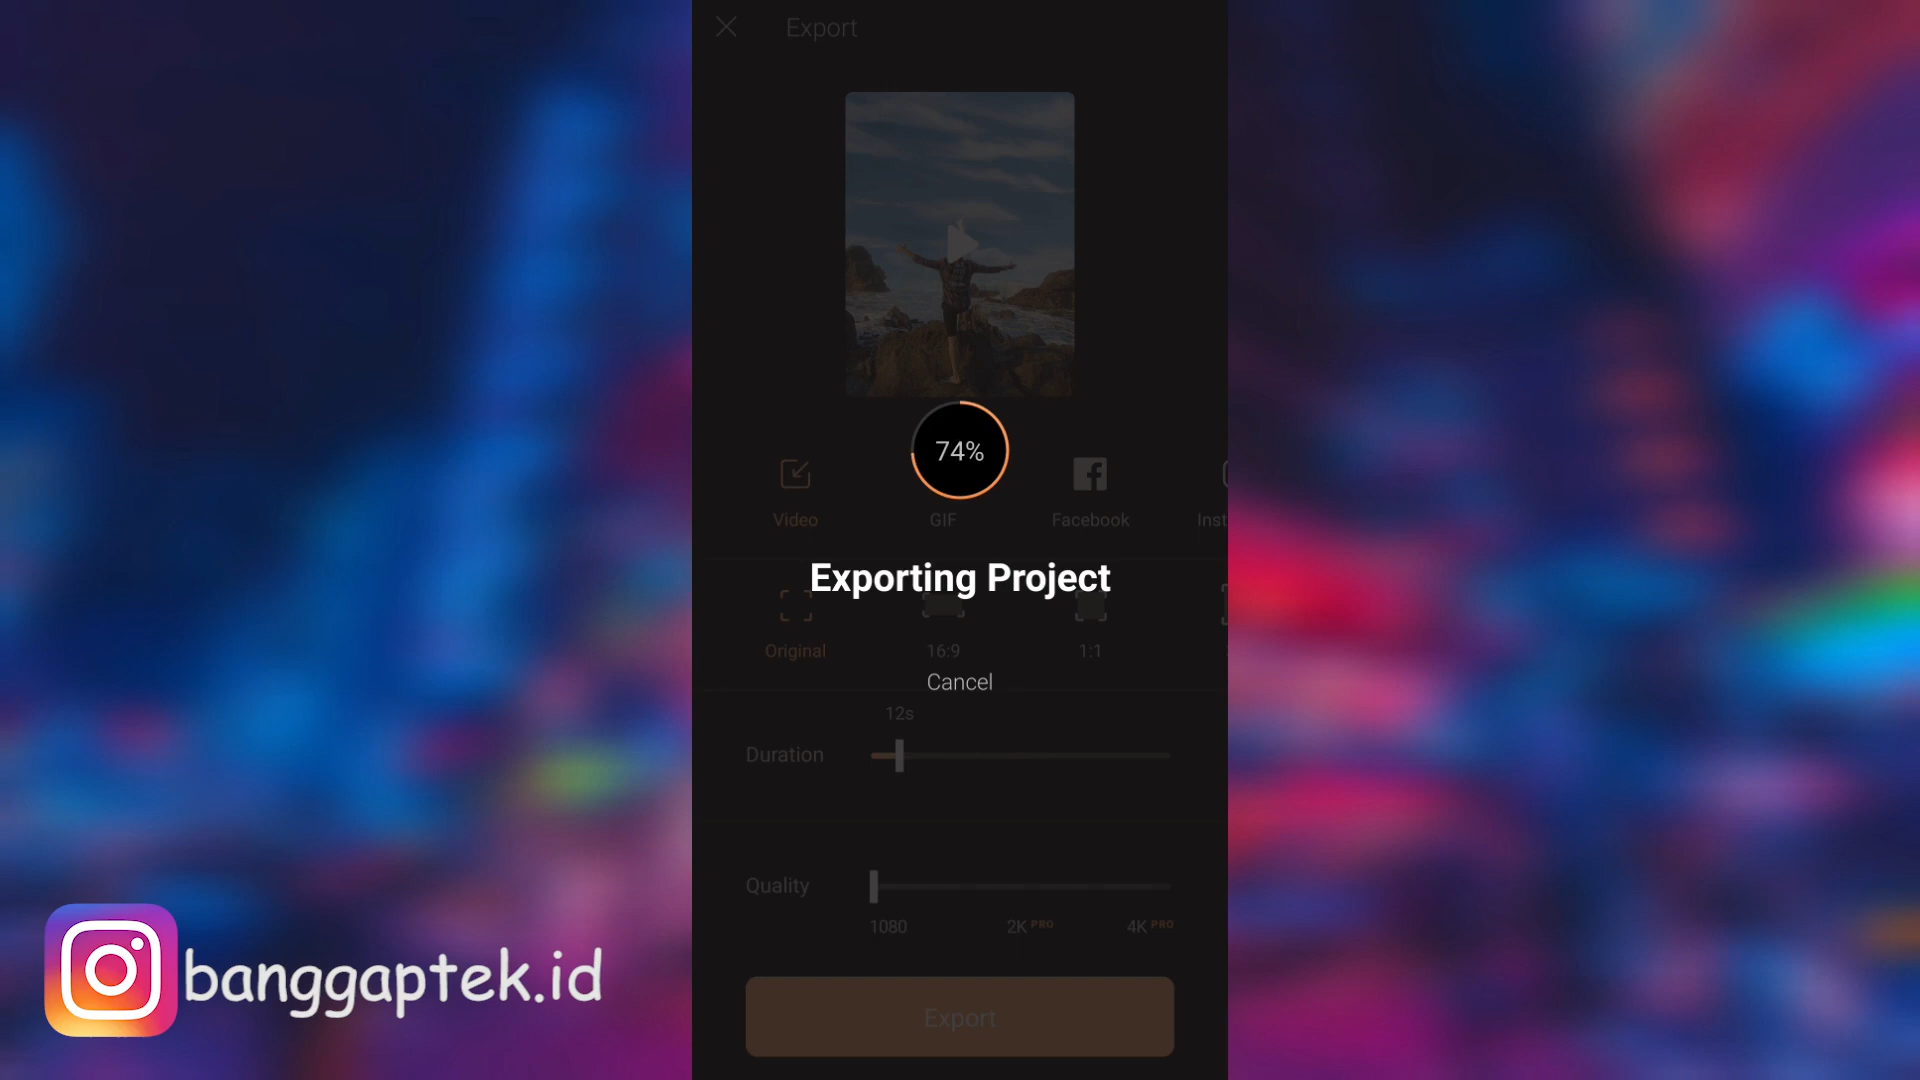 Export
74%
Video
GIF
Facebook
Inst
Exporting Project
Original
16:9
1:1
Cancel
12s
Duration
Quality
1080
2K PRO
4K PRO
Export
banggaptek.id